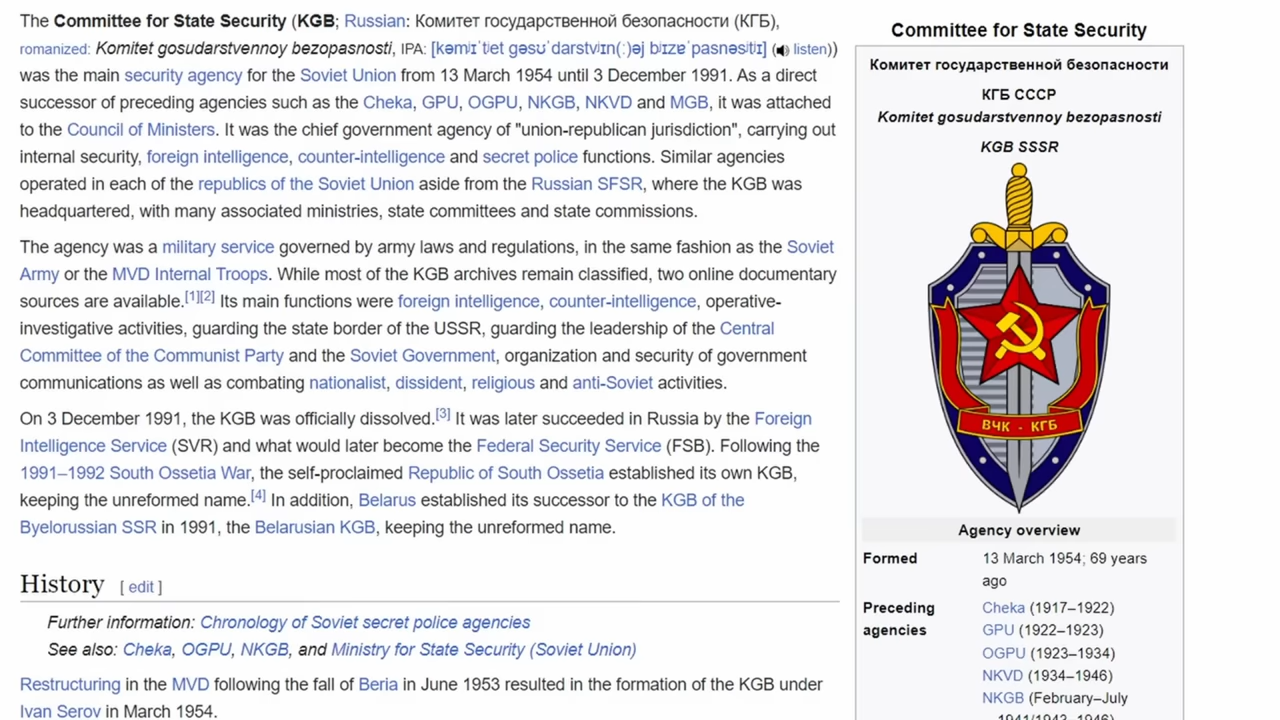 The Committee for State Security (KGB; Russian: Комитет государственной безопасности (КГБ),
romanized: Komitet gosudarstvennoy bezopasnosti, IPA: [kəmʲɪˈtʲet ɡəsʊˈdarstvʲɪn(ː)əj bʲɪzɐˈpasnəsʲtʲɪ] ( listen))
was the main security agency for the Soviet Union from 13 March 1954 until 3 December 1991. As a direct
successor of preceding agencies such as the Cheka, GPU, OGPU, NKGB, NKVD and MGB, it was attached
to the Council of Ministers. It was the chief government agency of "union-republican jurisdiction", carrying out
internal security, foreign intelligence, counter-intelligence and secret police functions. Similar agencies
operated in each of the republics of the Soviet Union aside from the Russian SFSR, where the KGB was
headquartered, with many associated ministries, state committees and state commissions.
The agency was a military service governed by army laws and regulations, in the same fashion as the Soviet
Army or the MVD Internal Troops. While most of the KGB archives remain classified, two online documentary
sources are available.[1][2] Its main functions were foreign intelligence, counter-intelligence, operative-
investigative activities, guarding the state border of the USSR, guarding the leadership of the Central
Committee of the Communist Party and the Soviet Government, organization and security of government
communications as well as combating nationalist, dissident, religious and anti-Soviet activities.
On 3 December 1991, the KGB was officially dissolved.[3] It was later succeeded in Russia by the Foreign
Intelligence Service (SVR) and what would later become the Federal Security Service (FSB). Following the
1991–1992 South Ossetia War, the self-proclaimed Republic of South Ossetia established its own KGB,
keeping the unreformed name.[4] In addition, Belarus established its successor to the KGB of the
Byelorussian SSR in 1991, the Belarusian KGB, keeping the unreformed name.
History [ edit ]
Further information: Chronology of Soviet secret police agencies
See also: Cheka, OGPU, NKGB, and Ministry for State Security (Soviet Union)
Restructuring in the MVD following the fall of Beria in June 1953 resulted in the formation of the KGB under
Ivan Serov in March 1954.
Committee for State Security
Комитет государственной безопасности
КГБ СССР
Komitet gosudarstvennoy bezopasnosti
KGB SSSR
ВЧК - КГБ
Agency overview
Formed 13 March 1954; 69 years
ago
Preceding Cheka (1917–1922)
agencies GPU (1922–1923)
OGPU (1923–1934)
NKVD (1934–1946)
NKGB (February–July
1941/1943–1946)